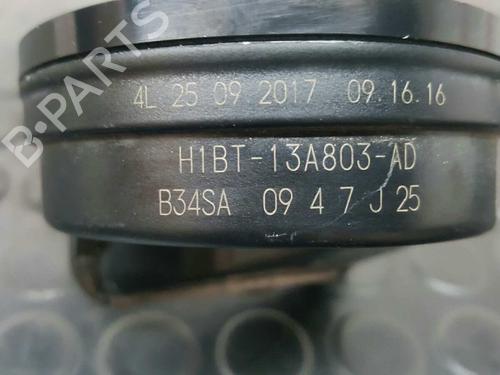 4L 25 09 2017 09.16.16
H1BT-13A803-AD
B34SA 09 4 7 J 25
B-PARTS